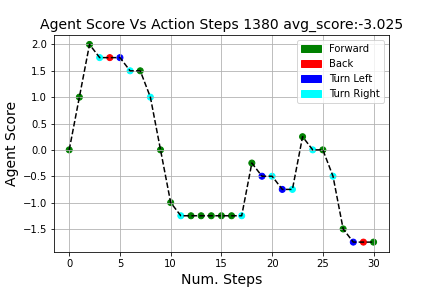 Agent Score Vs Action Steps 1380 avg_score:-3.025
Forward
Back
Turn Left
Turn Right
Agent Score
2.0
1.5
1.0
0.5
0.0
−0.5
−1.0
−1.5
0 5 10 15 20 25 30
Num. Steps